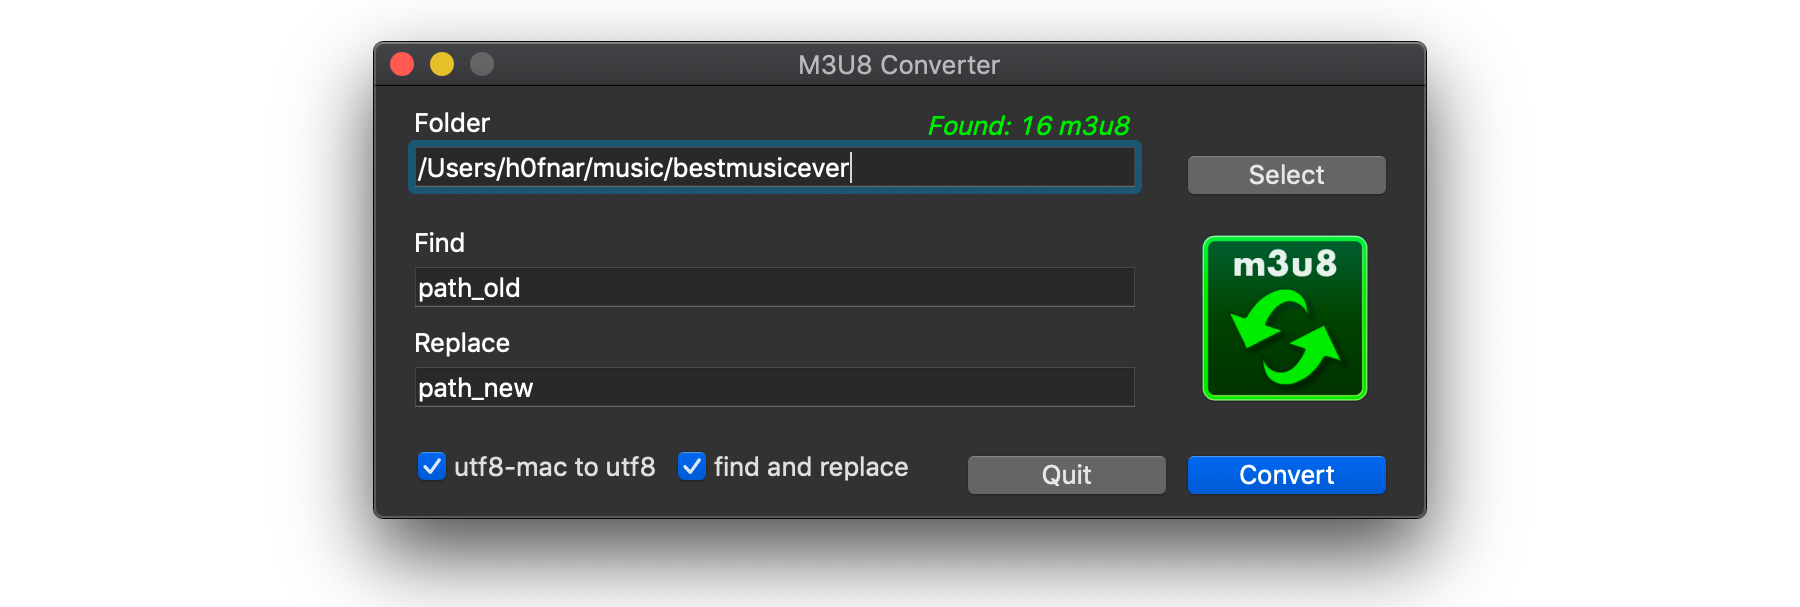 M3U8 Converter
Folder
Found: 16 m3u8
/Users/h0fnar/music/bestmusicever
Select
Find
path_old
m3u8
Replace
path_new
utf8-mac to utf8
find and replace
Quit
Convert